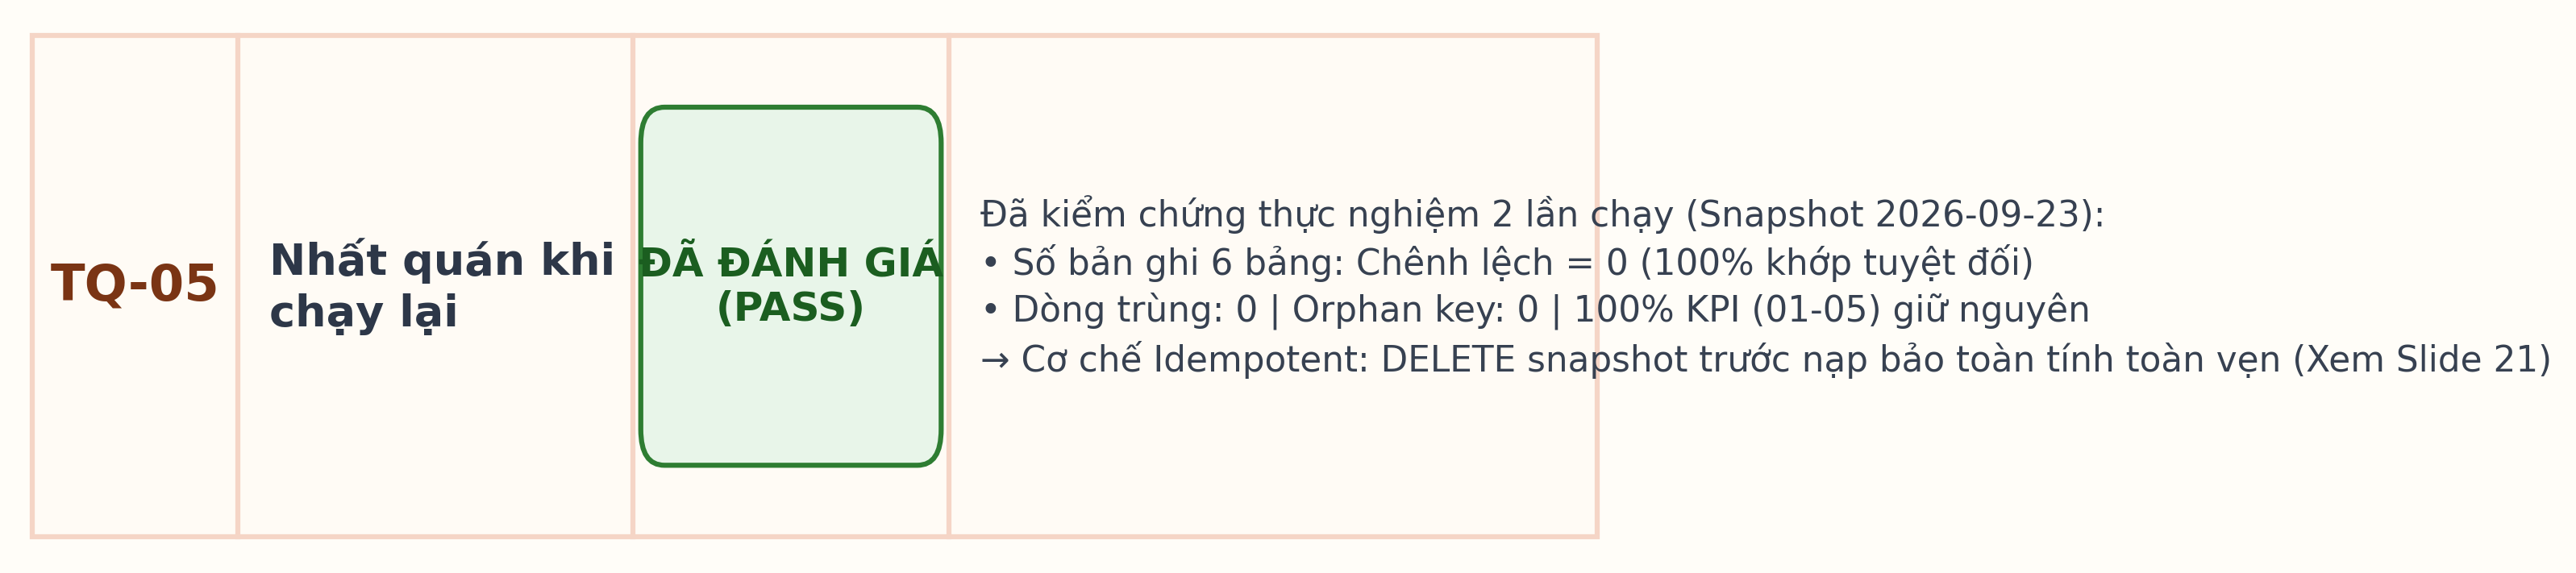 TQ-05
Nhất quán khi
chạy lại
ĐÃ ĐÁNH GIÁ
(PASS)
Đã kiểm chứng thực nghiệm 2 lần chạy (Snapshot 2026-09-23):
• Số bản ghi 6 bảng: Chênh lệch = 0 (100% khớp tuyệt đối)
• Dòng trùng: 0 | Orphan key: 0 | 100% KPI (01-05) giữ nguyên
→ Cơ chế Idempotent: DELETE snapshot trước nạp bảo toàn tính toàn vẹn (Xem Slide 21)